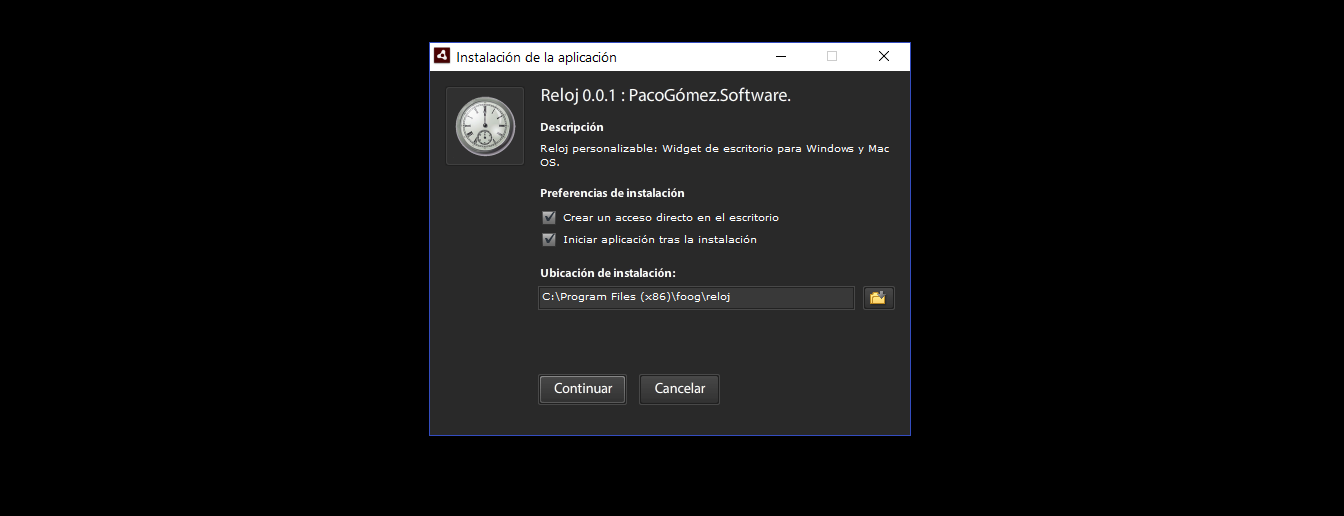 Instalación de la aplicación
Reloj 0.0.1 : PacoGómez.Software.
Descripción
Reloj personalizable: Widget de escritorio para Windows y Mac
OS.
Preferencias de instalación
Crear un acceso directo en el escritorio
Iniciar aplicación tras la instalación
Ubicación de instalación:
C:\Program Files (x86)\foog\reloj
Continuar Cancelar